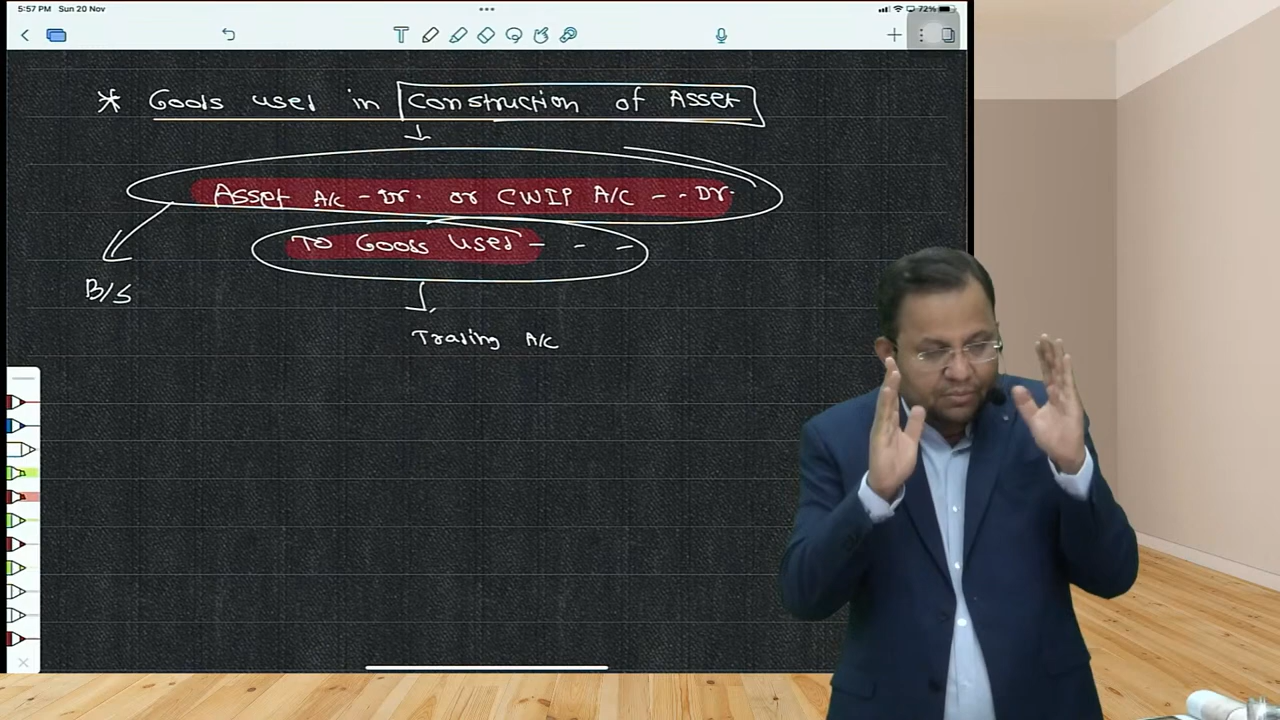 5:57 PM Sun 20 Nov
72%
* Goods used in Construction of Asset
Asset A/c - Dr. or CWIP A/C - - Dr.
To Goods used - - -
B/S
Trading A/C